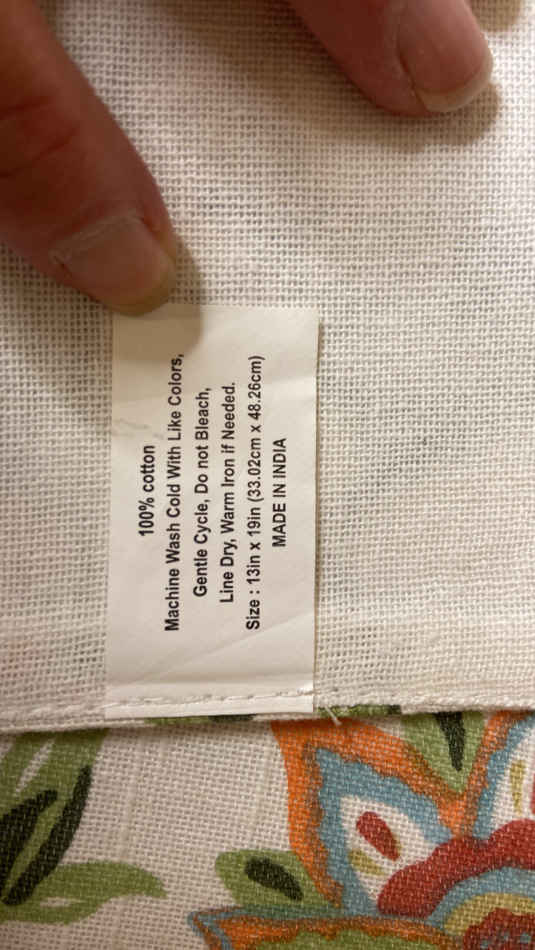 100% cotton
Machine Wash Cold With Like Colors,
Gentle Cycle, Do not Bleach,
Line Dry, Warm Iron if Needed.
Size : 13in x 19in (33.02cm x 48.26cm)
MADE IN INDIA